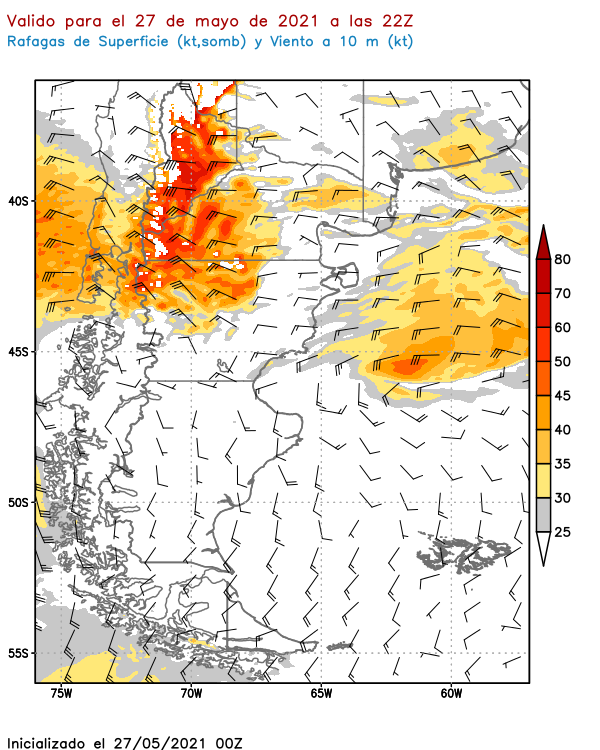 Valido para el 27 de mayo de 2021 a las 22Z
Rafagas de Superficie (kt,somb) y Viento a 10 m (kt)
40S
45S
50S
55S
75W 70W 65W 60W
80
70
60
50
45
40
35
30
25
Inicializado el 27/05/2021 00Z